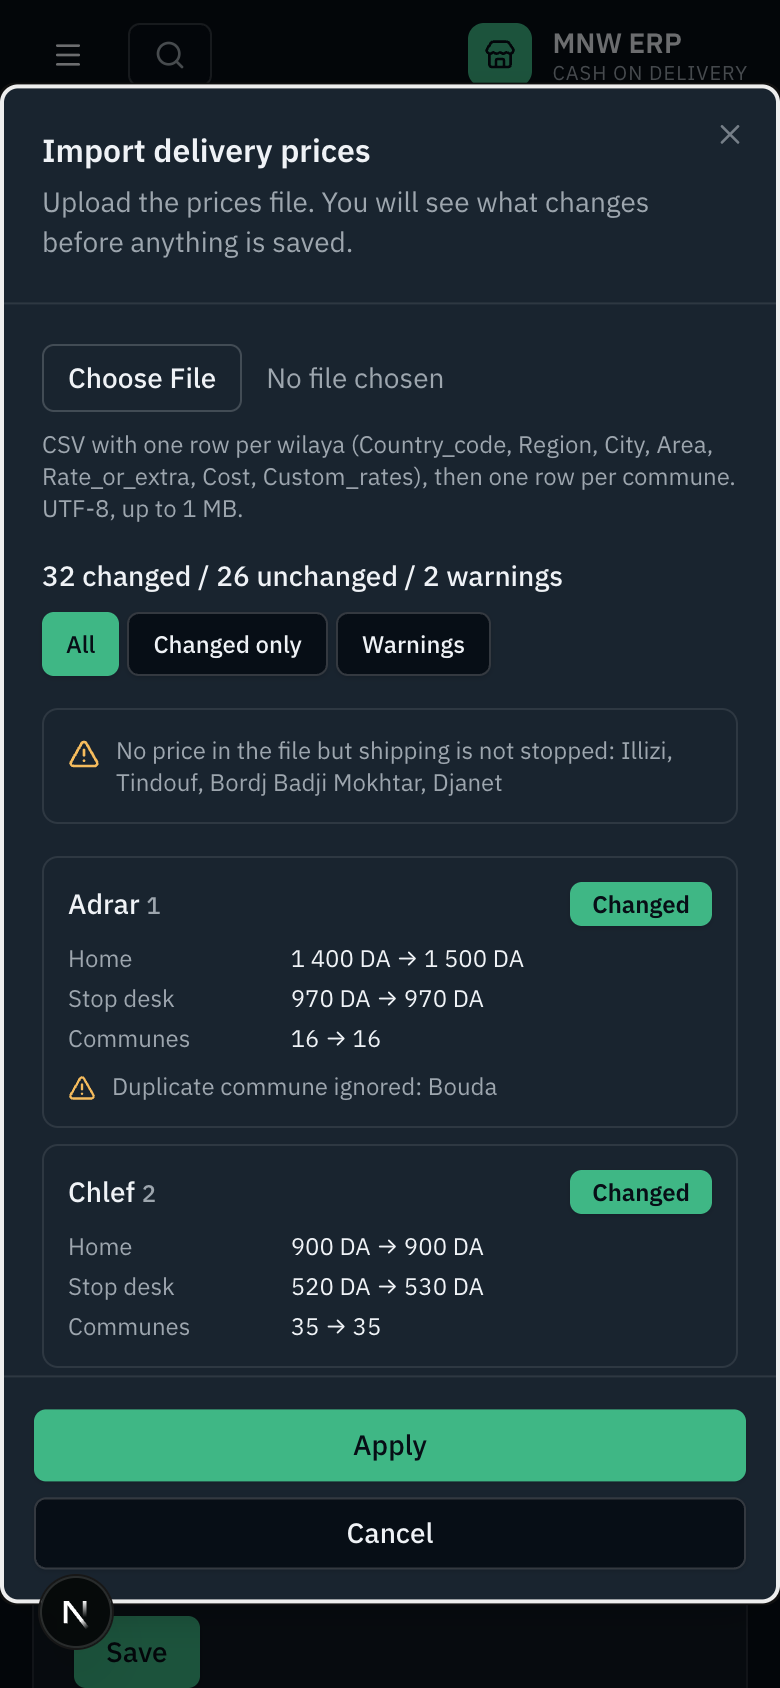 MNW ERP
CASH ON DELIVERY
Import delivery prices
Upload the prices file. You will see what changes
before anything is saved.
Choose File No file chosen
CSV with one row per wilaya (Country_code, Region, City, Area,
Rate_or_extra, Cost, Custom_rates), then one row per commune.
UTF-8, up to 1 MB.
32 changed / 26 unchanged / 2 warnings
All Changed only Warnings
No price in the file but shipping is not stopped: Illizi,
Tindouf, Bordj Badji Mokhtar, Djanet
Adrar 1 Changed
Home 1 400 DA → 1 500 DA
Stop desk 970 DA → 970 DA
Communes 16 → 16
Duplicate commune ignored: Bouda
Chlef 2 Changed
Home 900 DA → 900 DA
Stop desk 520 DA → 530 DA
Communes 35 → 35
Apply
Cancel
N
Save